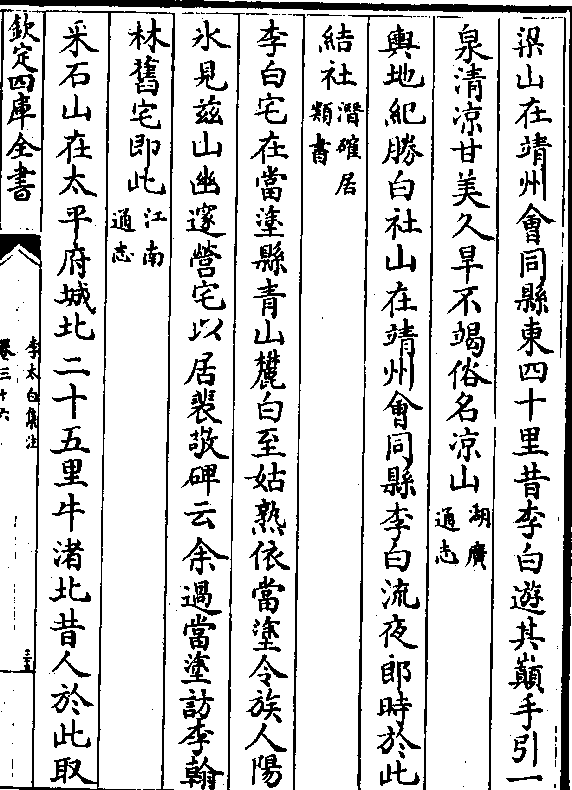 梁山在靖州會同縣東四十里昔李白遊其巔手引一
泉清凉甘美久旱不竭俗名凉山湖廣
通志
輿地紀勝白社山在靖州會同縣李白流夜郎時於此
結社潛確居
類書
李白宅在當塗縣青山麓白至姑熟依當塗令族人陽
氷見兹山幽邃營宅以居裴敬碑云余過當塗訪李翰
林舊宅即此江南
通志
采石山在太平府城北二十五里牛渚北昔人於此取
欽定四庫全書
李太白集注
卷三十六